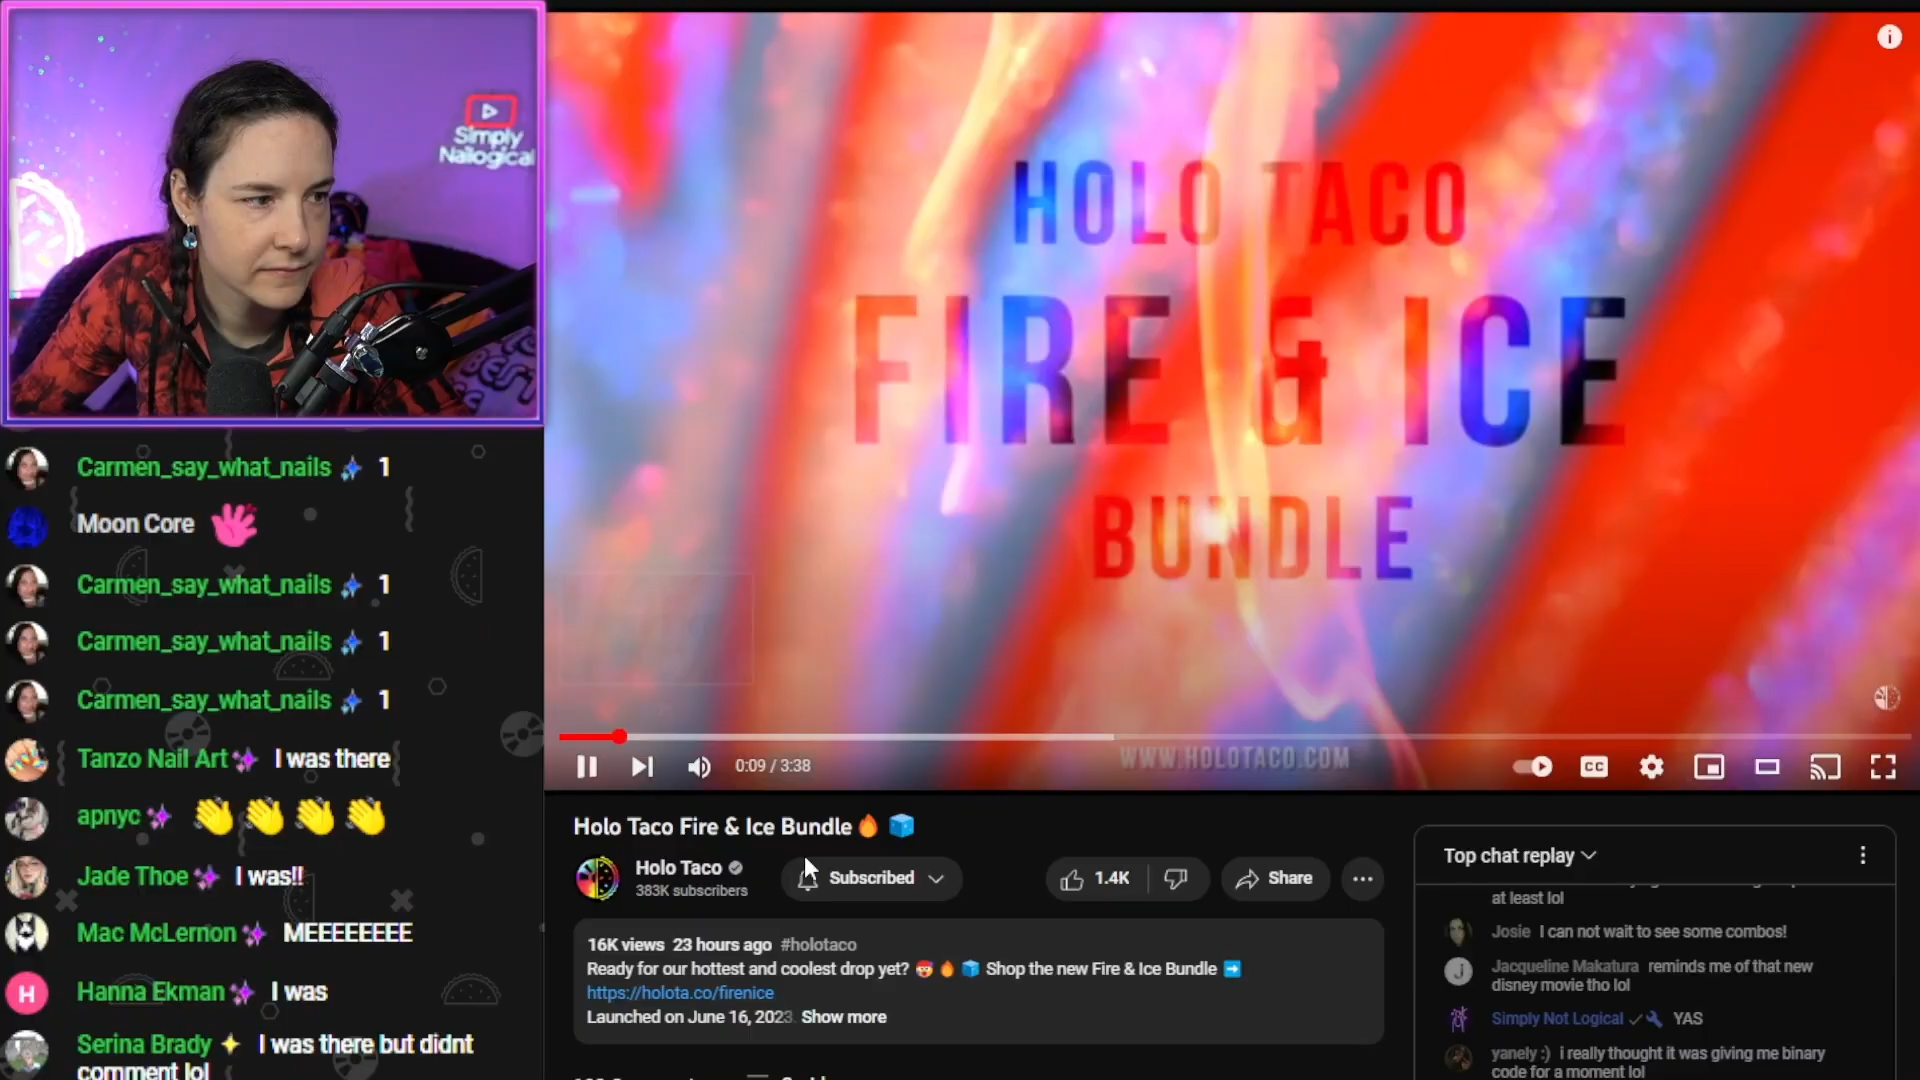 Simply
Nailogical
Carmen_say_what_nails 1
Moon Core
Carmen_say_what_nails 1
Carmen_say_what_nails 1
Carmen_say_what_nails 1
Tanzo Nail Art I was there
apnyc
Jade Thoe I was!!
Mac McLernon MEEEEEEEE
H Hanna Ekman I was
Serina Brady I was there but didnt
comment lol
HOLO TACO
FIRE & ICE
BUNDLE
0:09 / 3:38
WWW.HOLOTACO.COM
CC
Holo Taco Fire & Ice Bundle
Holo Taco
383K subscribers
Subscribed
1.4K
Share
16K views 23 hours ago #holotaco
Ready for our hottest and coolest drop yet? Shop the new Fire & Ice Bundle
https://holota.co/firenice
Launched on June 16, 2023. Show more
Top chat replay
at least lol
Josie I can not wait to see some combos!
J Jacqueline Makatura reminds me of that new
disney movie tho lol
Simply Not Logical YAS
yanely :) i really thought it was giving me binary
code for a moment lol